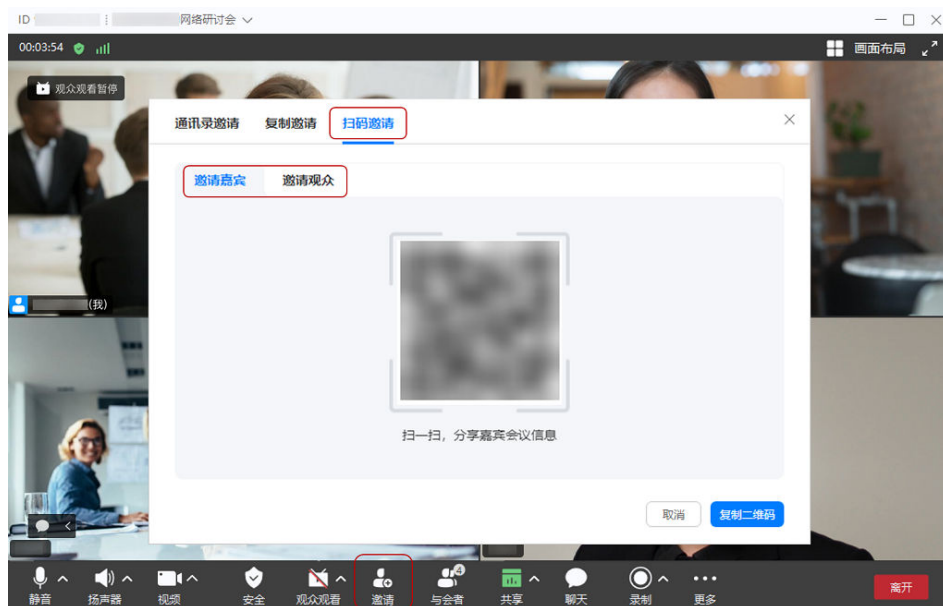 ID ⋮ 网络研讨会
00:03:54 画面布局
观众观看暂停
通讯录邀请 复制邀请 扫码邀请
邀请嘉宾 邀请观众
(我)
扫一扫，分享嘉宾会议信息
取消 复制二维码
4
静音 扬声器 视频 安全 观众观看 邀请 与会者 共享 聊天 录制 更多 离开